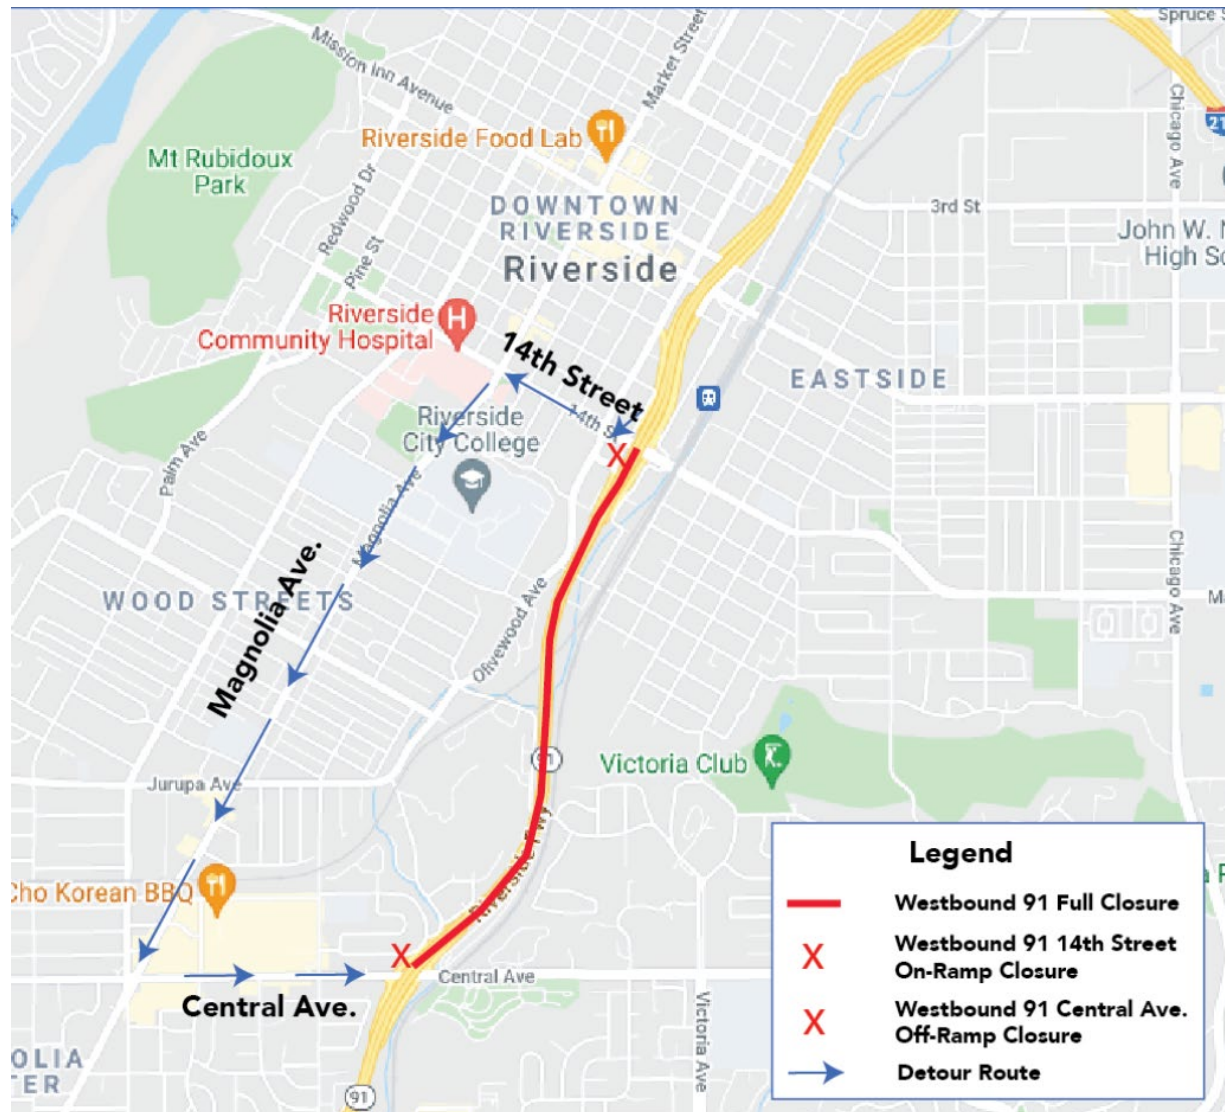 Spruce S
Mission Inn Avenue
Market Street
Riverside Food Lab
Chicago Ave
21
Mt Rubidoux
Park
Redwood Dr
Pine St
DOWNTOWN
RIVERSIDE
Riverside
3rd St
John W. N
High Sc
Riverside
Community Hospital
H
14th Street
14th S
EASTSIDE
Riverside
City College
Palm Ave
Magnolia Ave
Magnolia Ave.
WOOD STREETS
Olivewood Ave
Chicago Ave
Ma
91
Victoria Club
Jurupa Ave
Riverside Fwy
Cho Korean BBQ
Central Ave
Central Ave.
Victoria Ave
OLIA
TER
91
X
X
Legend
Westbound 91 Full Closure
X
Westbound 91 14th Street
On-Ramp Closure
X
Westbound 91 Central Ave.
Off-Ramp Closure
Detour Route